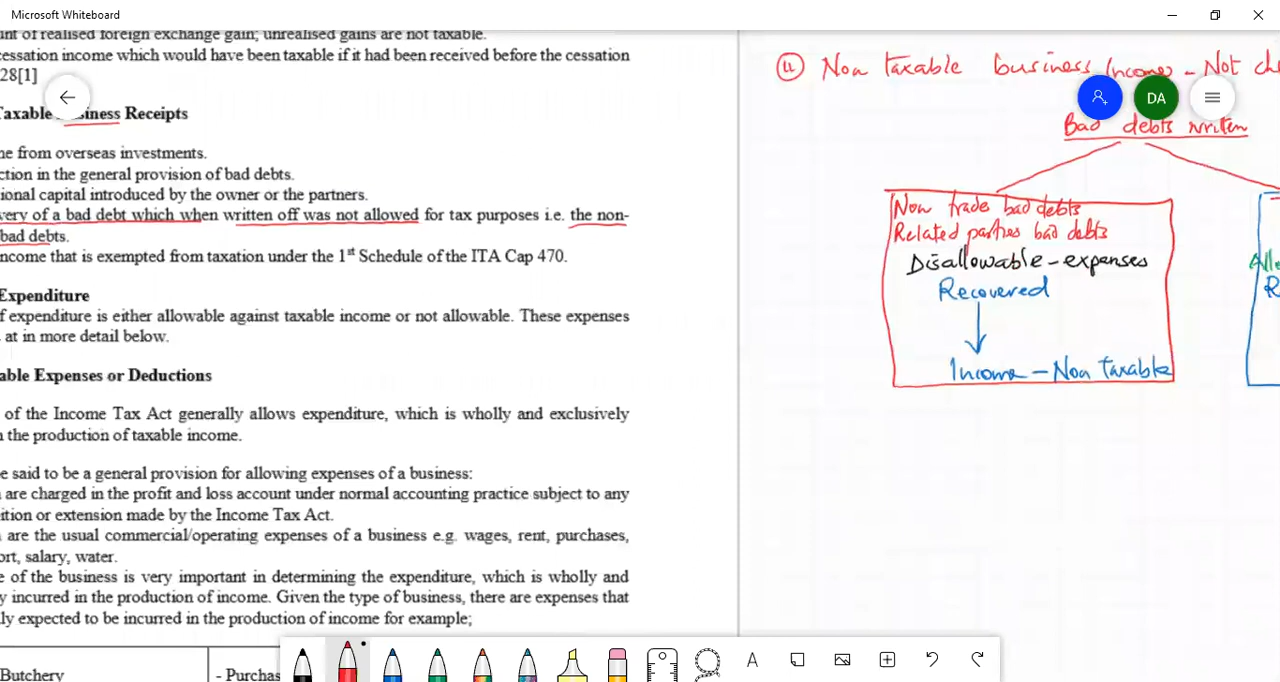 Microsoft Whiteboard
nt of realised foreign exchange gain; unrealised gains are not taxable.
cessation income which would have been taxable if it had been received before the cessation
28[1]
Taxable Business Receipts
me from overseas investments.
ction in the general provision of bad debts.
ional capital introduced by the owner or the partners.
very of a bad debt which when written off was not allowed for tax purposes i.e. the non-
bad debts.
income that is exempted from taxation under the 1st Schedule of the ITA Cap 470.
Expenditure
f expenditure is either allowable against taxable income or not allowable. These expenses
at in more detail below.
able Expenses or Deductions
of the Income Tax Act generally allows expenditure, which is wholly and exclusively
n the production of taxable income.
e said to be a general provision for allowing expenses of a business:
are charged in the profit and loss account under normal accounting practice subject to any
ition or extension made by the Income Tax Act.
are the usual commercial/operating expenses of a business e.g. wages, rent, purchases,
ort, salary, water.
e of the business is very important in determining the expenditure, which is wholly and
y incurred in the production of income. Given the type of business, there are expenses that
lly expected to be incurred in the production of income for example;
Butchery
- Purchas
Non taxable business Incomes - Not ch
DA
Bad debts written
Non trade bad debts
Related parties bad debts
Disallowable - expenses
Recovered
Income - Non Taxable
Allo
R
A